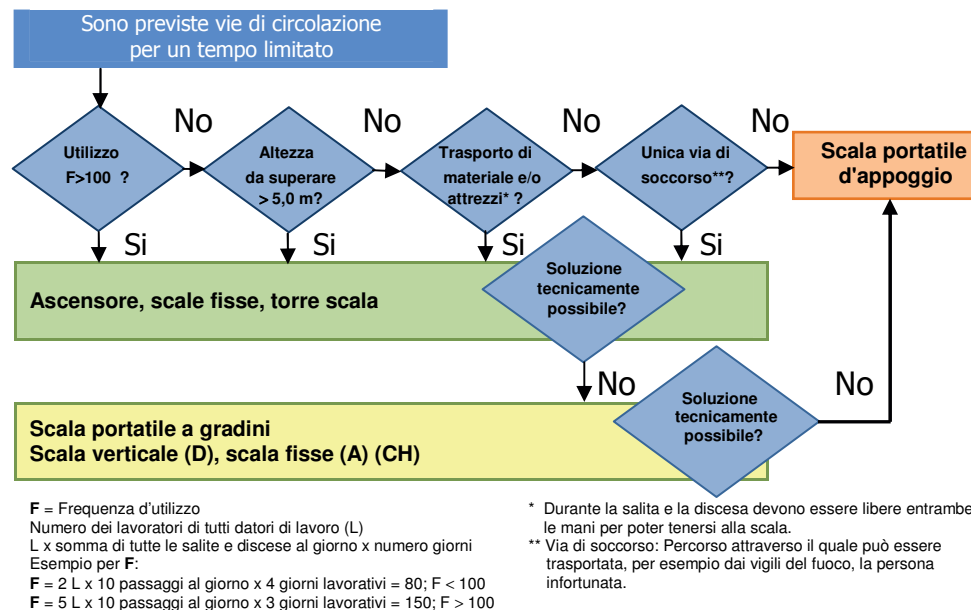 Sono previste vie di circolazione
per un tempo limitato
No
No
No
No
Utilizzo
F>100 ?
Altezza
da superare
> 5,0 m?
Trasporto di
materiale e/o
attrezzi* ?
Unica via di
soccorso**?
Scala portatile
d'appoggio
Si
Si
Si
Si
Ascensore, scale fisse, torre scala
Soluzione
tecnicamente
possibile?
No
No
Scala portatile a gradini
Scala verticale (D), scala fisse (A) (CH)
Soluzione
tecnicamente
possibile?
F = Frequenza d'utilizzo
Numero dei lavoratori di tutti datori di lavoro (L)
L x somma di tutte le salite e discese al giorno x numero giorni
Esempio per F:
F = 2 L x 10 passaggi al giorno x 4 giorni lavorativi = 80; F < 100
F = 5 L x 10 passaggi al giorno x 3 giorni lavorativi = 150; F > 100
* Durante la salita e la discesa devono essere libere entrambe
le mani per poter tenersi alla scala.
** Via di soccorso: Percorso attraverso il quale può essere
trasportata, per esempio dai vigili del fuoco, la persona
infortunata.